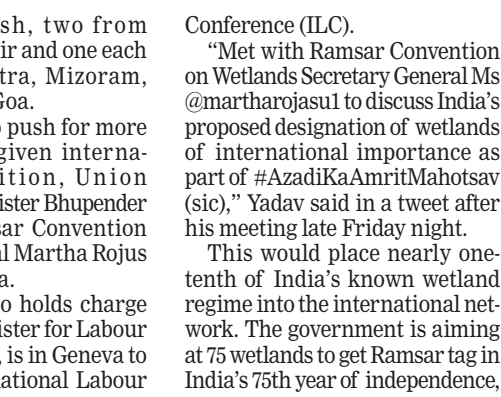 sh, two from
ir and one each
tra, Mizoram,
Goa.
push for more
given interna-
ition, Union
ister Bhupender
sar Convention
al Martha Rojus
a.
o holds charge
ister for Labour
, is in Geneva to
national Labour
Conference (ILC).
“Met with Ramsar Convention
on Wetlands Secretary General Ms
@martharojasu1 to discuss India’s
proposed designation of wetlands
of international importance as
part of #AzadiKaAmritMahotsav
(sic),” Yadav said in a tweet after
his meeting late Friday night.
This would place nearly one-
tenth of India’s known wetland
regime into the international net-
work. The government is aiming
at 75 wetlands to get Ramsar tag in
India’s 75th year of independence,